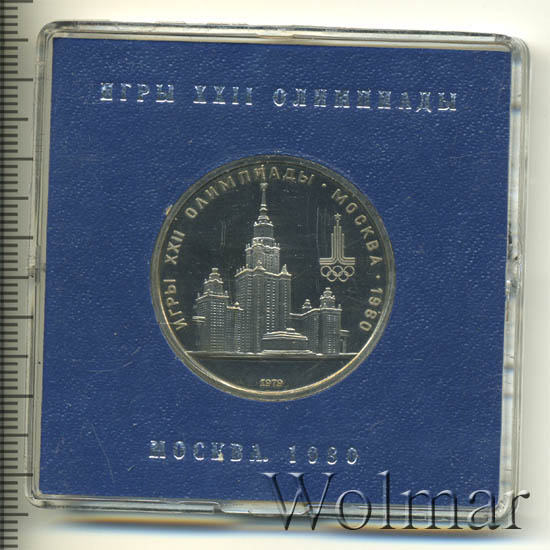 ИГРЫ XXII ОЛИМПИАДЫ
ИГРЫ XXII ОЛИМПИАДЫ · МОСКВА · 1980
1979
МОСКВА 1980
Wolmar